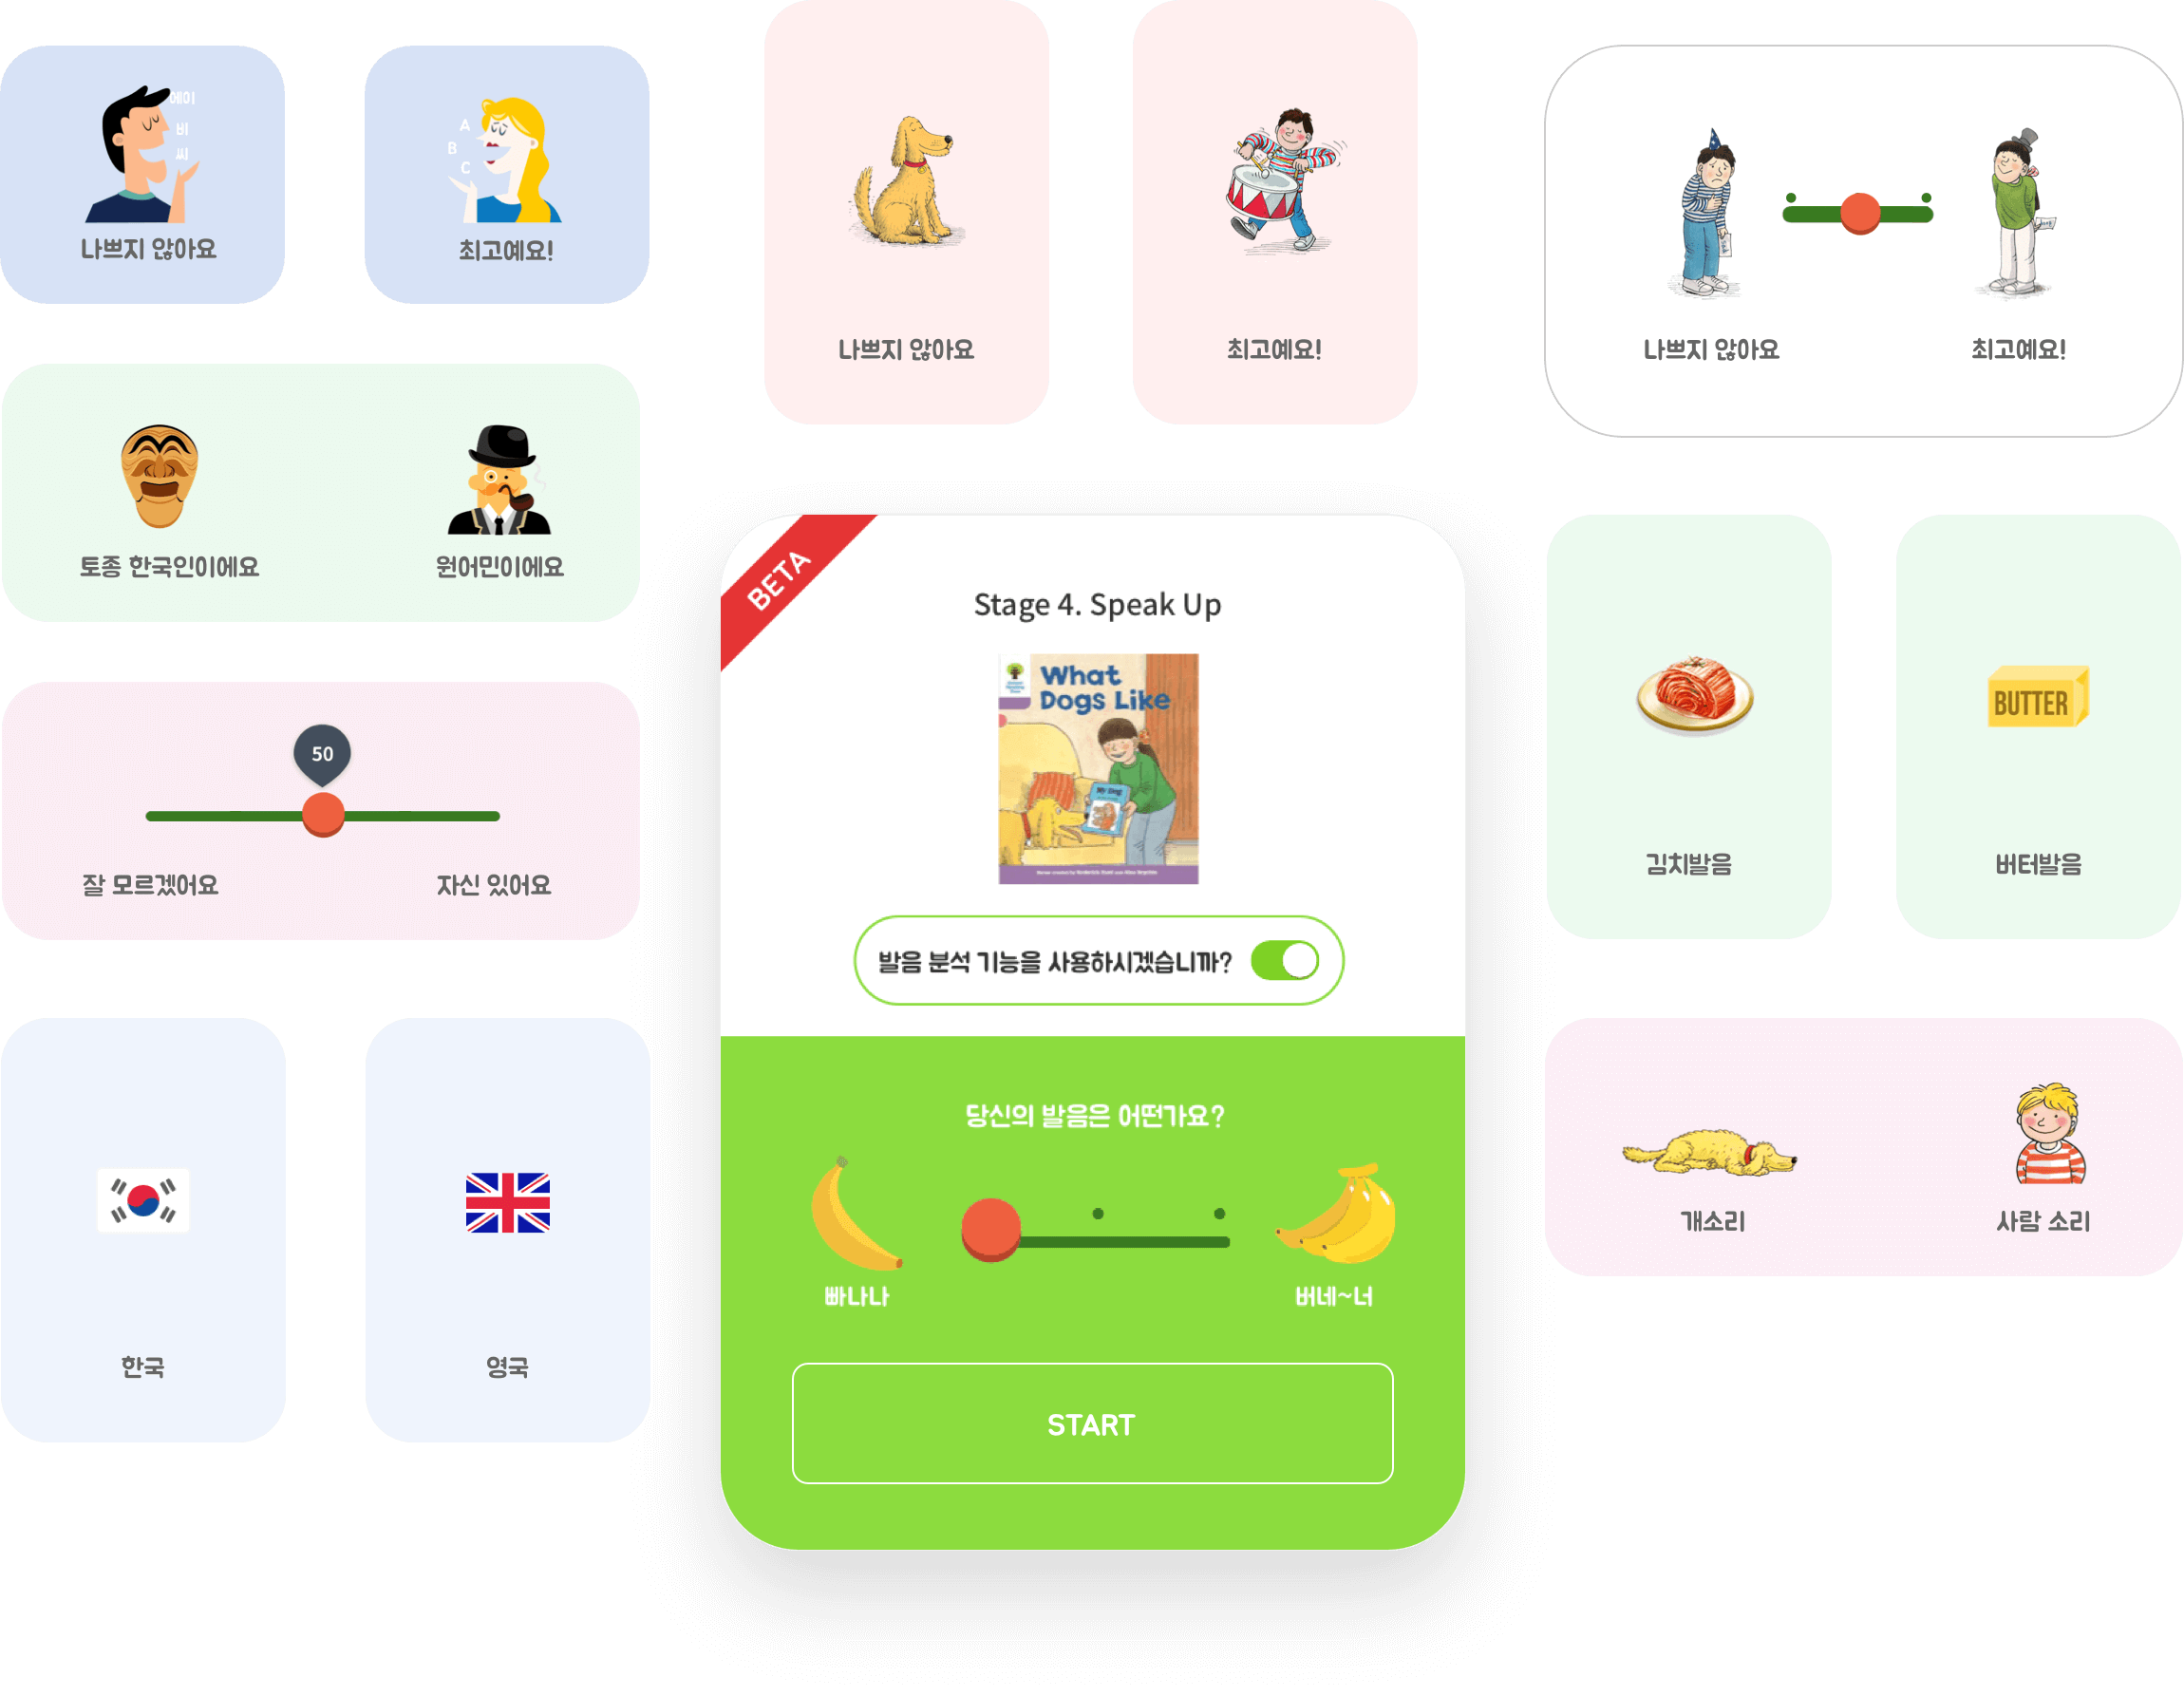 에이
비
씨
나쁘지 않아요
A
B
C
최고예요!
나쁘지 않아요
최고예요!
나쁘지 않아요
최고예요!
토종 한국인이에요
원어민이에요
50
잘 모르겠어요
자신 있어요
한국
영국
BETA
Stage 4. Speak Up
What
Dogs Like
My Dog
발음 분석 기능을 사용하시겠습니까?
당신의 발음은 어떤가요?
빠나나
버네~너
START
김치발음
BUTTER
버터발음
개소리
사람 소리